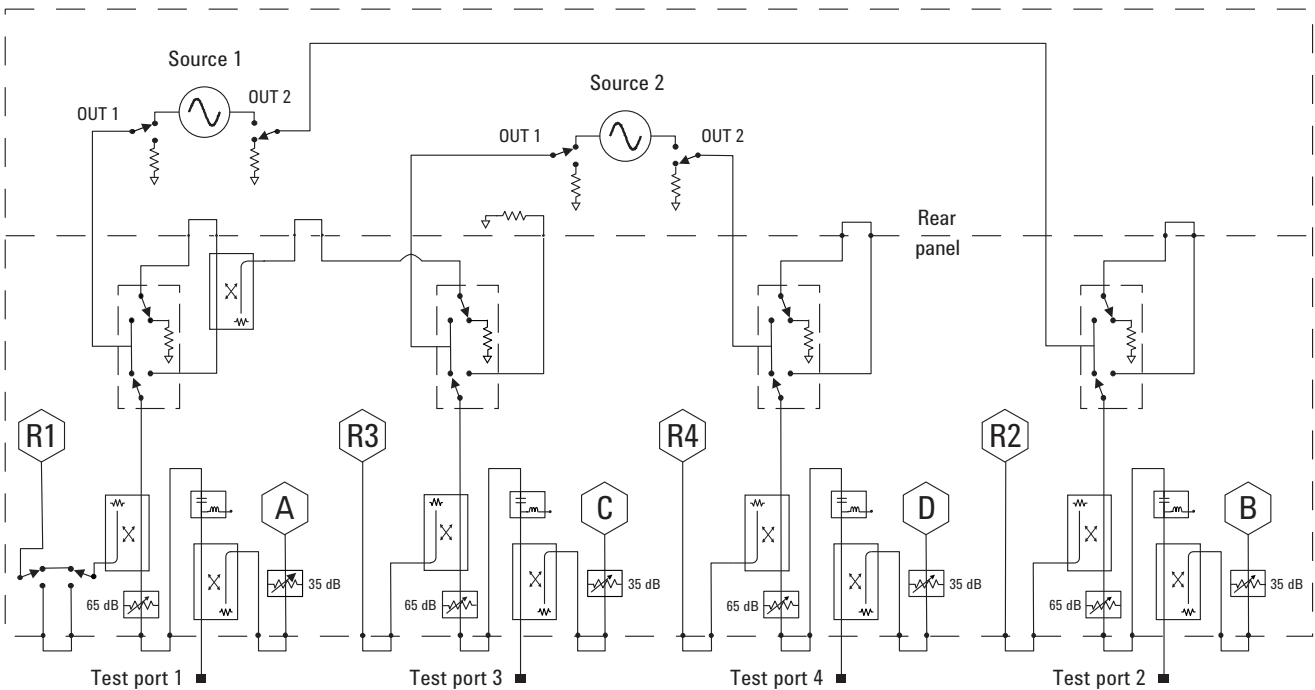 Source 1
OUT 1
OUT 2
Source 2
OUT 1
OUT 2
Rear
panel
R1
R3
R4
R2
A
C
D
B
65 dB
35 dB
65 dB
35 dB
65 dB
35 dB
65 dB
35 dB
Test port 1
Test port 3
Test port 4
Test port 2